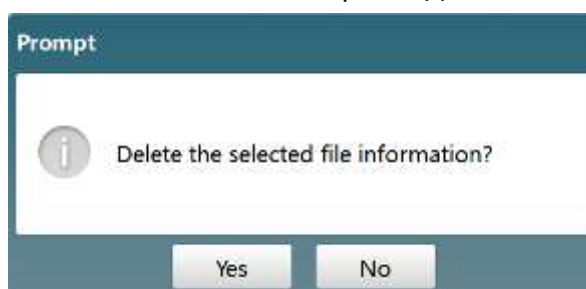 Prompt
Delete the selected file information?
Yes No